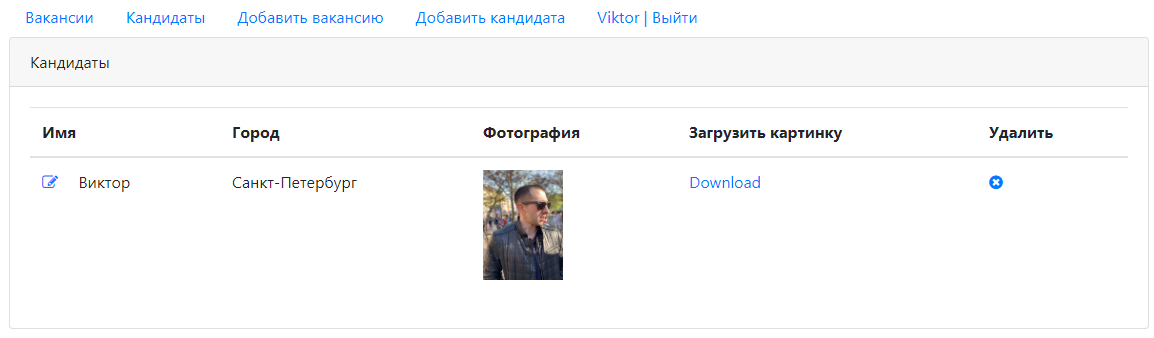 Вакансии Кандидаты Добавить вакансию Добавить кандидата Viktor | Выйти
Кандидаты
Имя Город Фотография Загрузить картинку Удалить
Виктор Санкт-Петербург Download